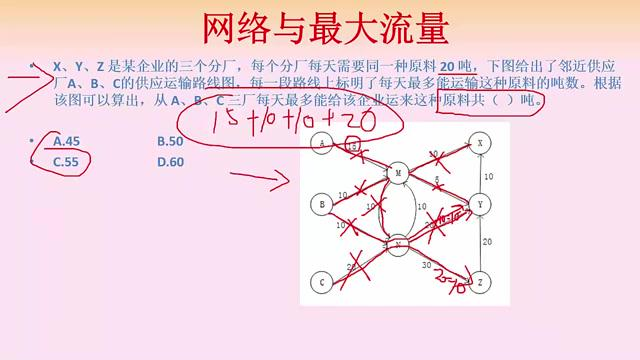 网络与最大流量
• X、Y、Z 是某企业的三个分厂，每个分厂每天需要同一种原料 20 吨，下图给出了邻近供应
厂A、B、C的供应运输路线图，每一段路线上标明了每天最多能运输这种原料的吨数。根据
该图可以算出，从 A、B、C 三厂每天最多能给该企业运来这种原料共（ ）吨。
15+10+10+20
• A.45 B.50
• C.55 D.60
A
X
15
M
10
5
10
B
10
10
10
Y
N
20
C
30
20-10
Z